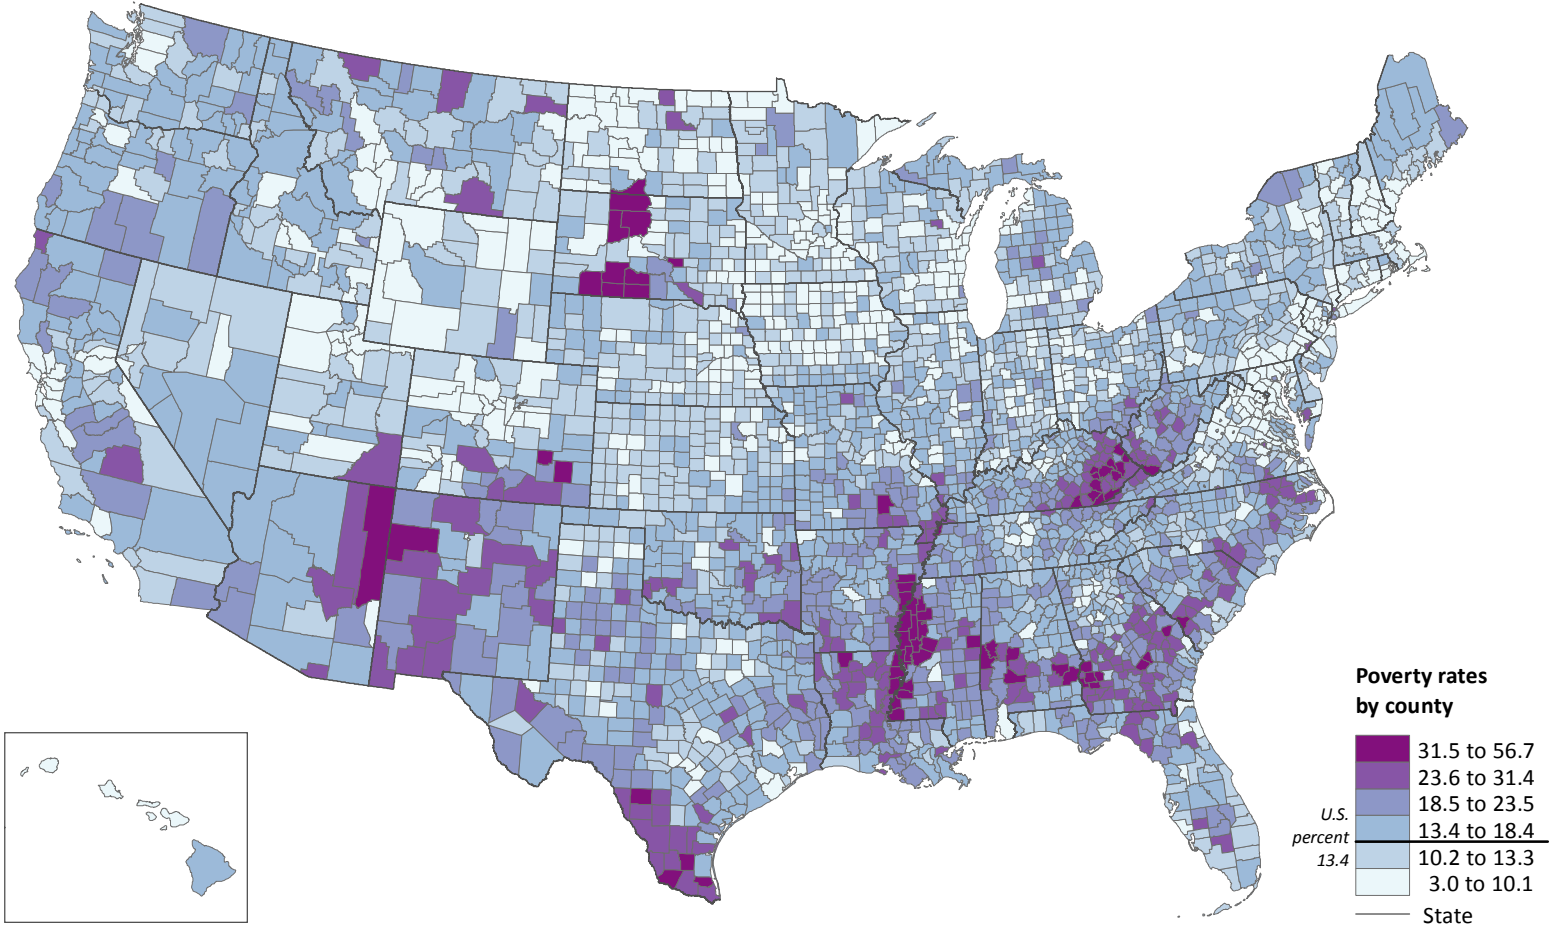 Poverty rates
by county
31.5 to 56.7
23.6 to 31.4
18.5 to 23.5
13.4 to 18.4
10.2 to 13.3
3.0 to 10.1
State
U.S.
percent
13.4